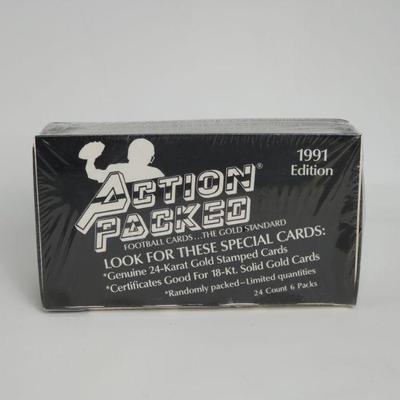 1991
Edition
ACTION®
PACKED
FOOTBALL CARDS...THE GOLD STANDARD
LOOK FOR THESE SPECIAL CARDS:
*Genuine 24-Karat Gold Stamped Cards
*Certificates Good For 18-Kt. Solid Gold Cards
*Randomly packed—Limited quantities
24 Count 6 Packs